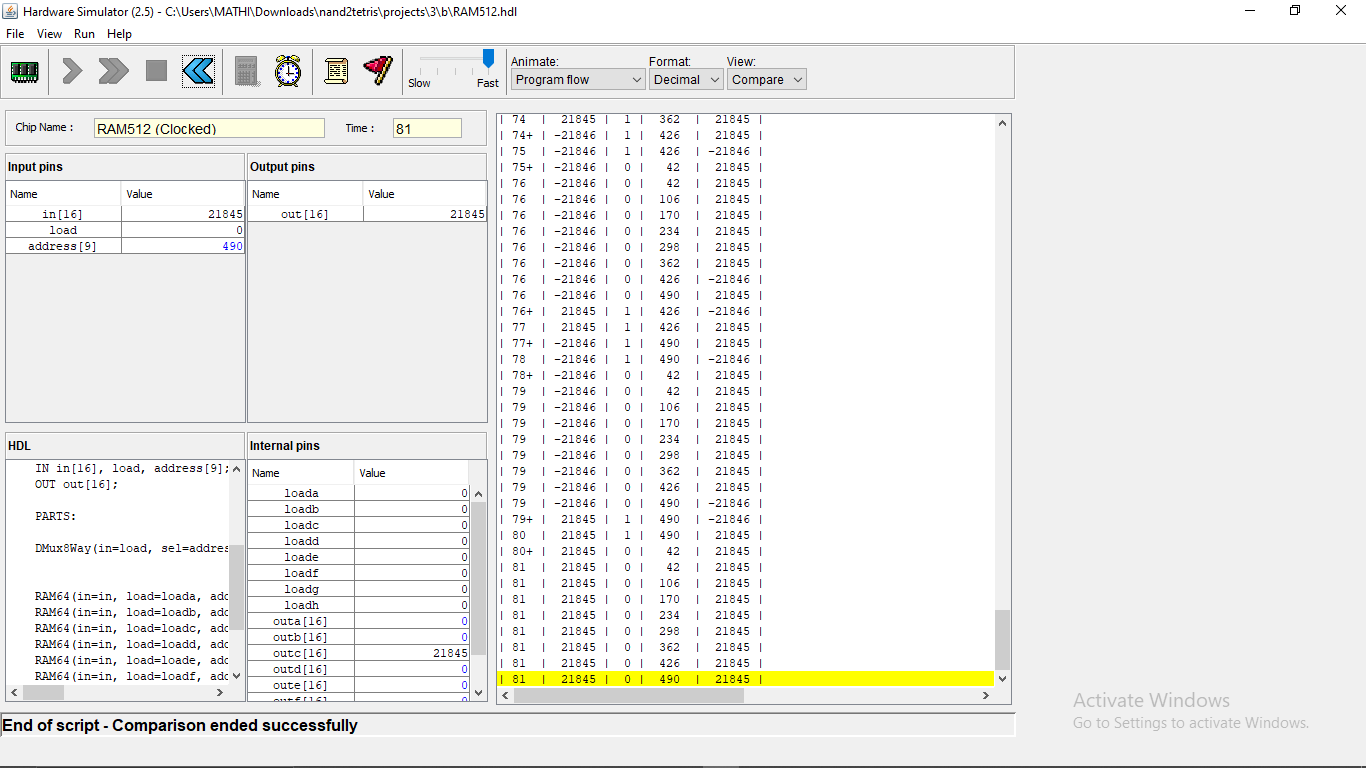 Hardware Simulator (2.5) - C:\Users\MATHI\Downloads\nand2tetris\projects\3\b\RAM512.hdl
File View Run Help
Slow Fast
Animate: Format: View:
Program flow Decimal Compare
Chip Name : RAM512 (Clocked) Time : 81
Input pins
Name Value
in[16] 21845
load 0
address[9] 490
Output pins
Name Value
out[16] 21845
HDL
IN in[16], load, address[9];
OUT out[16];
PARTS:
DMux8Way(in=load, sel=addres
RAM64(in=in, load=loada, add
RAM64(in=in, load=loadb, add
RAM64(in=in, load=loadc, add
RAM64(in=in, load=loadd, add
RAM64(in=in, load=loade, add
RAM64(in=in, load=loadf, add
Internal pins
Name Value
loada 0
loadb 0
loadc 0
loadd 0
loade 0
loadf 0
loadg 0
loadh 0
outa[16] 0
outb[16] 0
outc[16] 21845
outd[16] 0
oute[16] 0
outf[16] 0
| 74 | 21845 | 1 | 362 | 21845 |
| 74+ | -21846 | 1 | 426 | 21845 |
| 75 | -21846 | 1 | 426 | -21846 |
| 75+ | -21846 | 0 | 42 | 21845 |
| 76 | -21846 | 0 | 42 | 21845 |
| 76 | -21846 | 0 | 106 | 21845 |
| 76 | -21846 | 0 | 170 | 21845 |
| 76 | -21846 | 0 | 234 | 21845 |
| 76 | -21846 | 0 | 298 | 21845 |
| 76 | -21846 | 0 | 362 | 21845 |
| 76 | -21846 | 0 | 426 | -21846 |
| 76 | -21846 | 0 | 490 | 21845 |
| 76+ | 21845 | 1 | 426 | -21846 |
| 77 | 21845 | 1 | 426 | 21845 |
| 77+ | -21846 | 1 | 490 | 21845 |
| 78 | -21846 | 1 | 490 | -21846 |
| 78+ | -21846 | 0 | 42 | 21845 |
| 79 | -21846 | 0 | 42 | 21845 |
| 79 | -21846 | 0 | 106 | 21845 |
| 79 | -21846 | 0 | 170 | 21845 |
| 79 | -21846 | 0 | 234 | 21845 |
| 79 | -21846 | 0 | 298 | 21845 |
| 79 | -21846 | 0 | 362 | 21845 |
| 79 | -21846 | 0 | 426 | 21845 |
| 79 | -21846 | 0 | 490 | -21846 |
| 79+ | 21845 | 1 | 490 | -21846 |
| 80 | 21845 | 1 | 490 | 21845 |
| 80+ | 21845 | 0 | 42 | 21845 |
| 81 | 21845 | 0 | 42 | 21845 |
| 81 | 21845 | 0 | 106 | 21845 |
| 81 | 21845 | 0 | 170 | 21845 |
| 81 | 21845 | 0 | 234 | 21845 |
| 81 | 21845 | 0 | 298 | 21845 |
| 81 | 21845 | 0 | 362 | 21845 |
| 81 | 21845 | 0 | 426 | 21845 |
| 81 | 21845 | 0 | 490 | 21845 |
Activate Windows
Go to Settings to activate Windows.
End of script - Comparison ended successfully